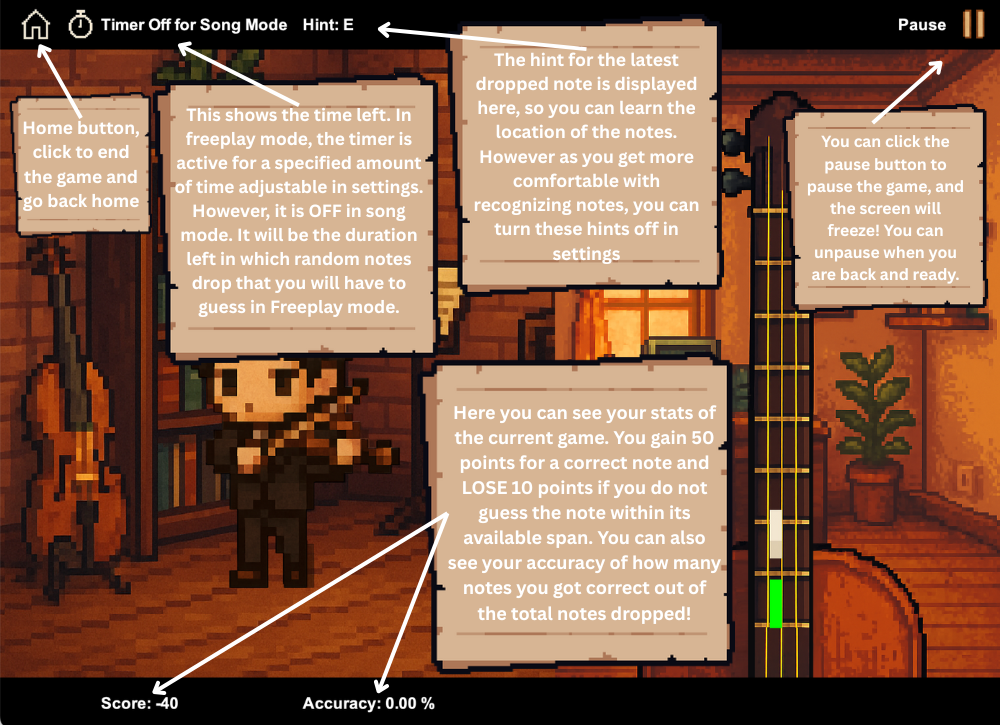 Timer Off for Song Mode Hint: E Pause
Home button,
click to end
the game and
go back home
This shows the time left. In
freeplay mode, the timer is
active for a specified amount
of time adjustable in settings.
However, it is OFF in song
mode. It will be the duration
left in which random notes
drop that you will have to
guess in Freeplay mode.
The hint for the latest
dropped note is displayed
here, so you can learn the
location of the notes.
However as you get more
comfortable with
recognizing notes, you can
turn these hints off in
settings
You can click the
pause button to
pause the game, and
the screen will
freeze! You can
unpause when you
are back and ready.
Here you can see your stats of
the current game. You gain 50
points for a correct note and
LOSE 10 points if you do not
guess the note within its
available span. You can also
see your accuracy of how many
notes you got correct out of
the total notes dropped!
Score: -40 Accuracy: 0.00 %